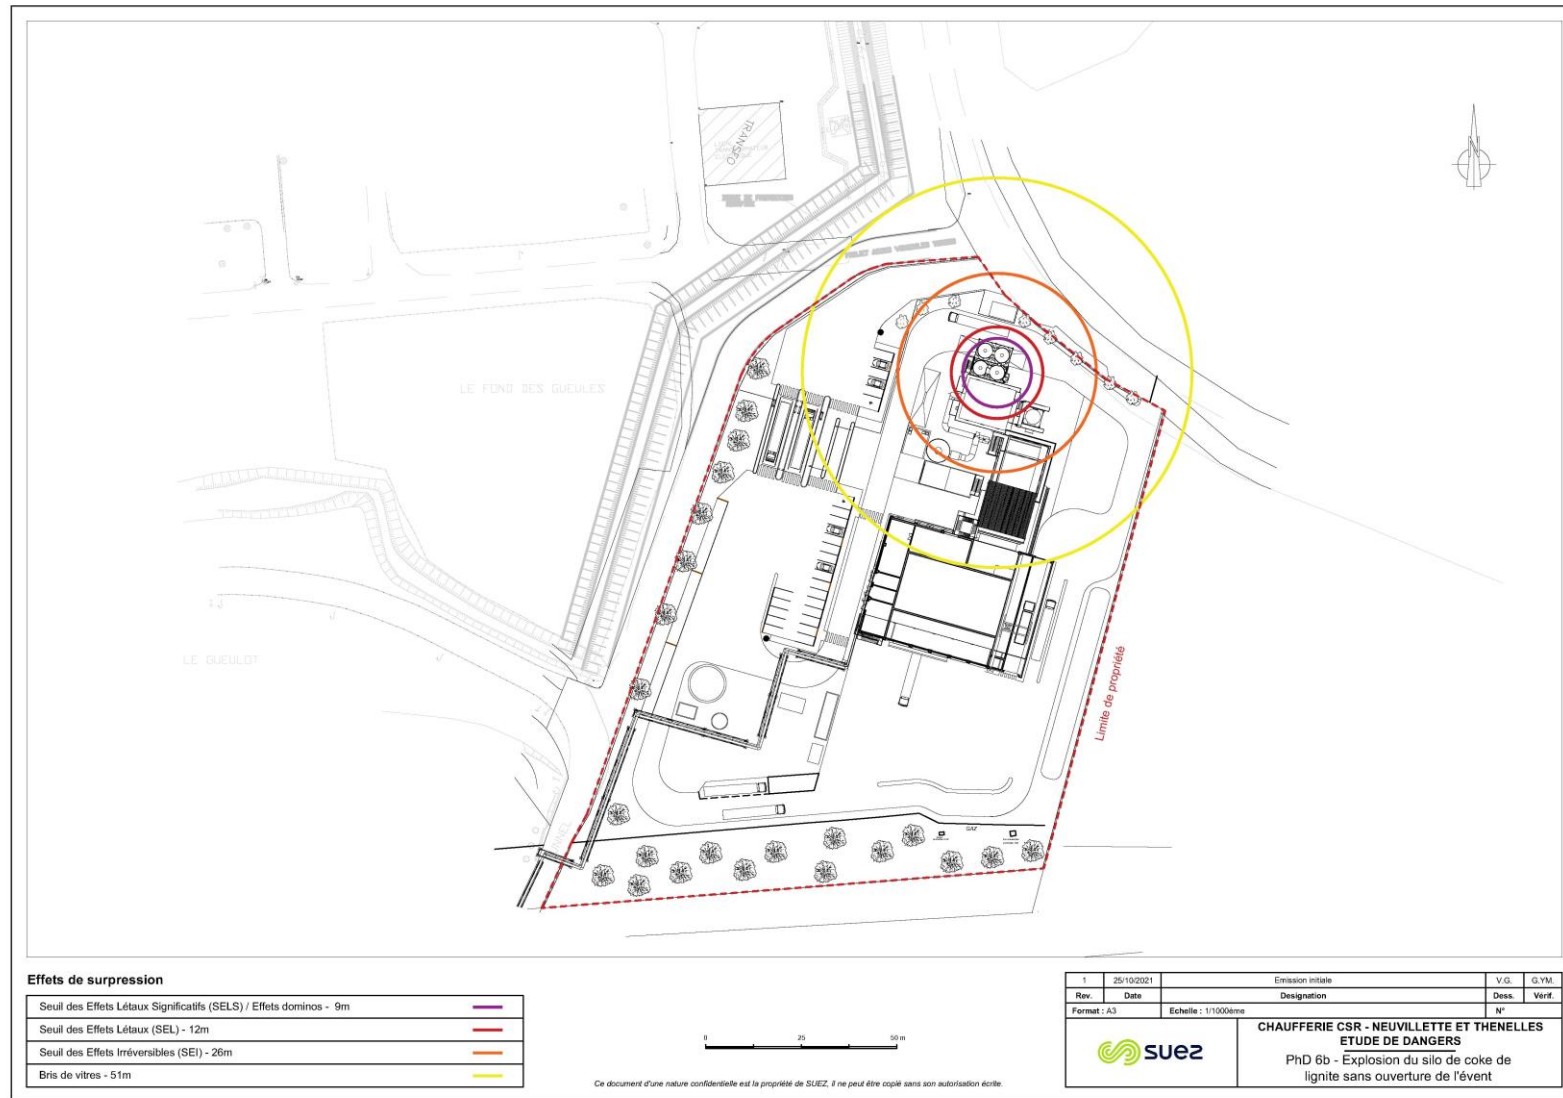 TRANSFO
LE FOND DES GUEULES
LE GUEULOT
Limite de propriété
GAZ
Effets de surpression
Seuil des Effets Létaux Significatifs (SELS) / Effets dominos - 9m
Seuil des Effets Létaux (SEL) - 12m
Seuil des Effets Irréversibles (SEI) - 26m
Bris de vitres - 51m
0 25 50 m
Ce document d'une nature confidentielle est la propriété de SUEZ, il ne peut être copié sans son autorisation écrite.
1 25/10/2021 Emission initiale V.G. G.YM.
Rev. Date Designation Dess. Vérif.
Format : A3 Echelle : 1/1000ème N°
suez
CHAUFFERIE CSR - NEUVILLETTE ET THENELLES
ETUDE DE DANGERS
PhD 6b - Explosion du silo de coke de
lignite sans ouverture de l'évent